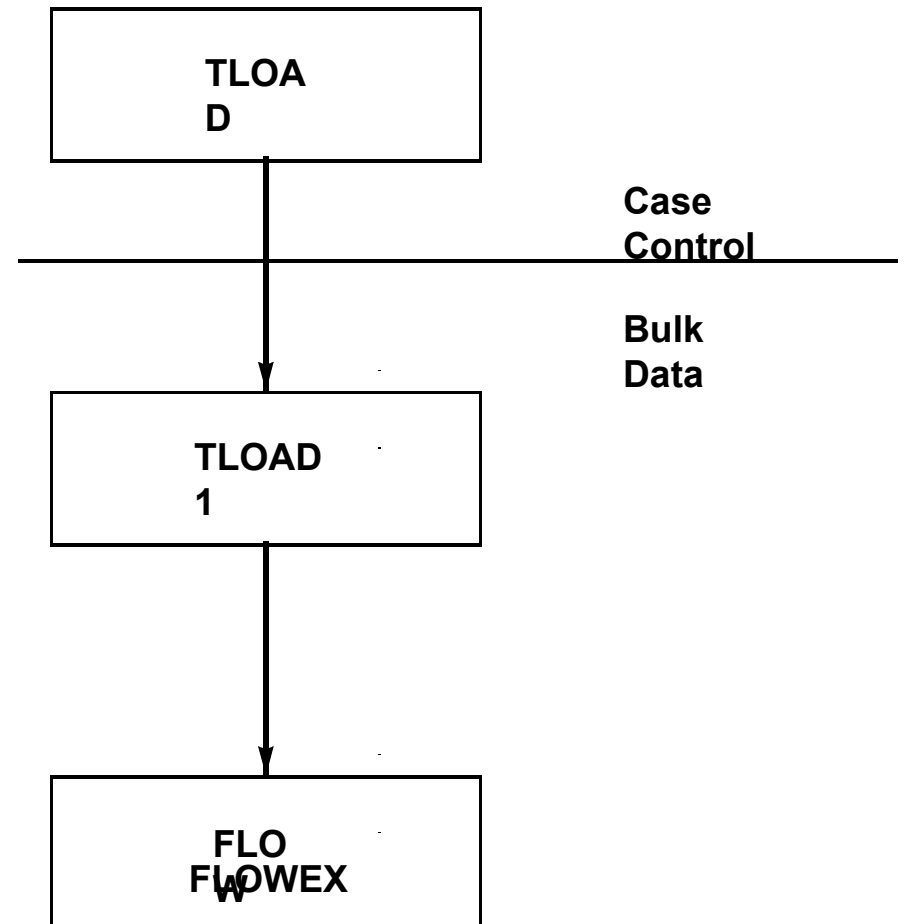 TLOA
D
Case
Control
Bulk
Data
TLOAD
1
FLO
W
FLOWEX